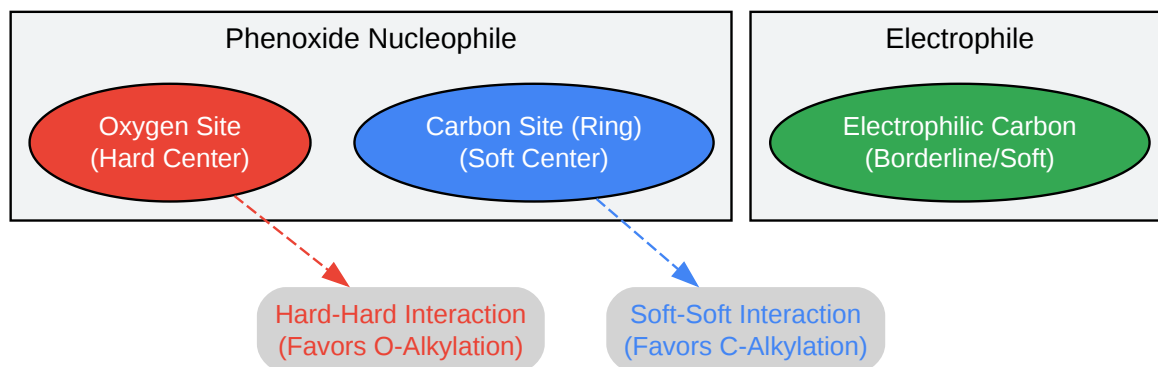 Phenoxide Nucleophile
Electrophile
Oxygen Site
(Hard Center)
Carbon Site (Ring)
(Soft Center)
Electrophilic Carbon
(Borderline/Soft)
Hard-Hard Interaction
(Favors O-Alkylation)
Soft-Soft Interaction
(Favors C-Alkylation)